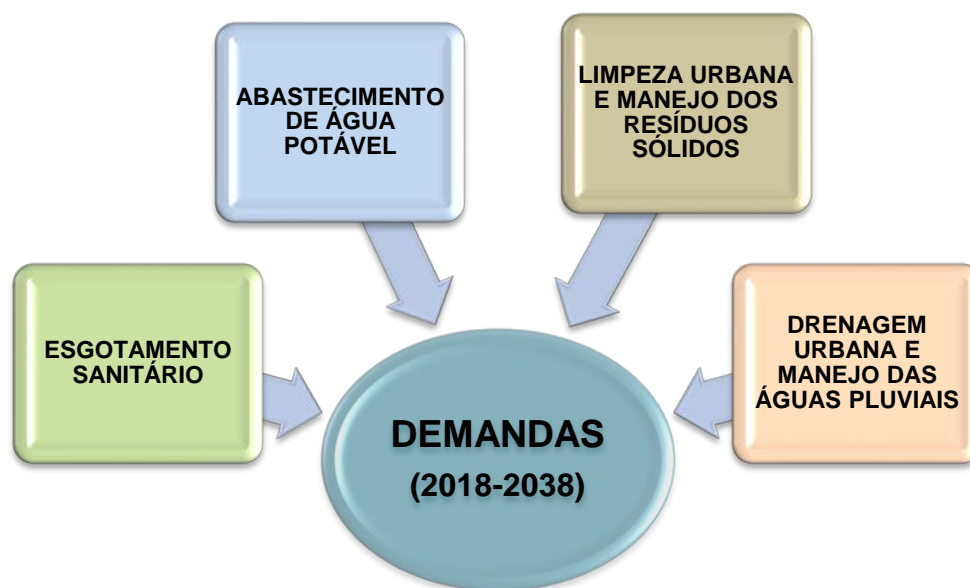 ABASTECIMENTO
DE ÁGUA
POTÁVEL
LIMPEZA URBANA
E MANEJO DOS
RESÍDUOS
SÓLIDOS
ESGOTAMENTO
SANITÁRIO
DRENAGEM
URBANA E
MANEJO DAS
ÁGUAS PLUVIAIS
DEMANDAS
(2018-2038)